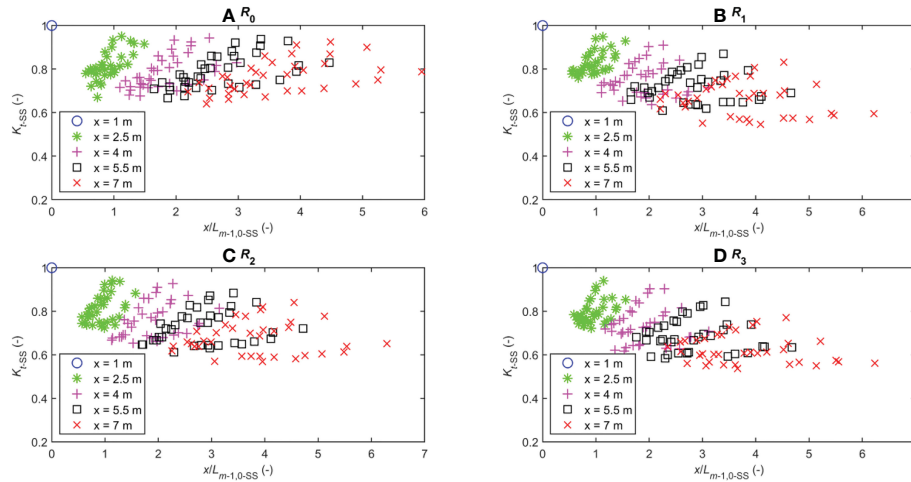 A R0
1
0.8
0.6
0.4
0.2
Kt-SS (-)
x = 1 m
x = 2.5 m
x = 4 m
x = 5.5 m
x = 7 m
0 1 2 3 4 5 6
x/Lm-1,0-SS (-)
B R1
1
0.8
0.6
0.4
0.2
Kt-SS (-)
x = 1 m
x = 2.5 m
x = 4 m
x = 5.5 m
x = 7 m
0 1 2 3 4 5 6
x/Lm-1,0-SS (-)
C R2
1
0.8
0.6
0.4
0.2
Kt-SS (-)
x = 1 m
x = 2.5 m
x = 4 m
x = 5.5 m
x = 7 m
0 1 2 3 4 5 6 7
x/Lm-1,0-SS (-)
D R3
1
0.8
0.6
0.4
0.2
Kt-SS (-)
x = 1 m
x = 2.5 m
x = 4 m
x = 5.5 m
x = 7 m
0 1 2 3 4 5 6
x/Lm-1,0-SS (-)